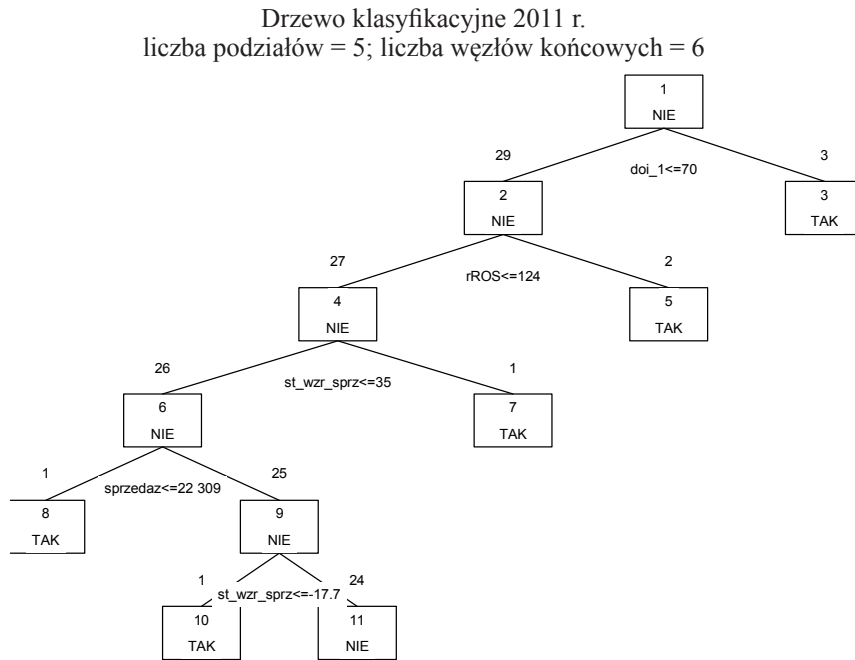 Drzewo klasyfikacyjne 2011 r.
liczba podziałów = 5; liczba węzłów końcowych = 6
1
NIE
29
3
doi_1<=70
2
NIE
3
TAK
27
2
rROS<=124
4
NIE
5
TAK
26
1
st_wzr_sprz<=35
6
NIE
7
TAK
1
25
sprzedaz<=22 309
8
TAK
9
NIE
1
24
st_wzr_sprz<=-17.7
10
TAK
11
NIE